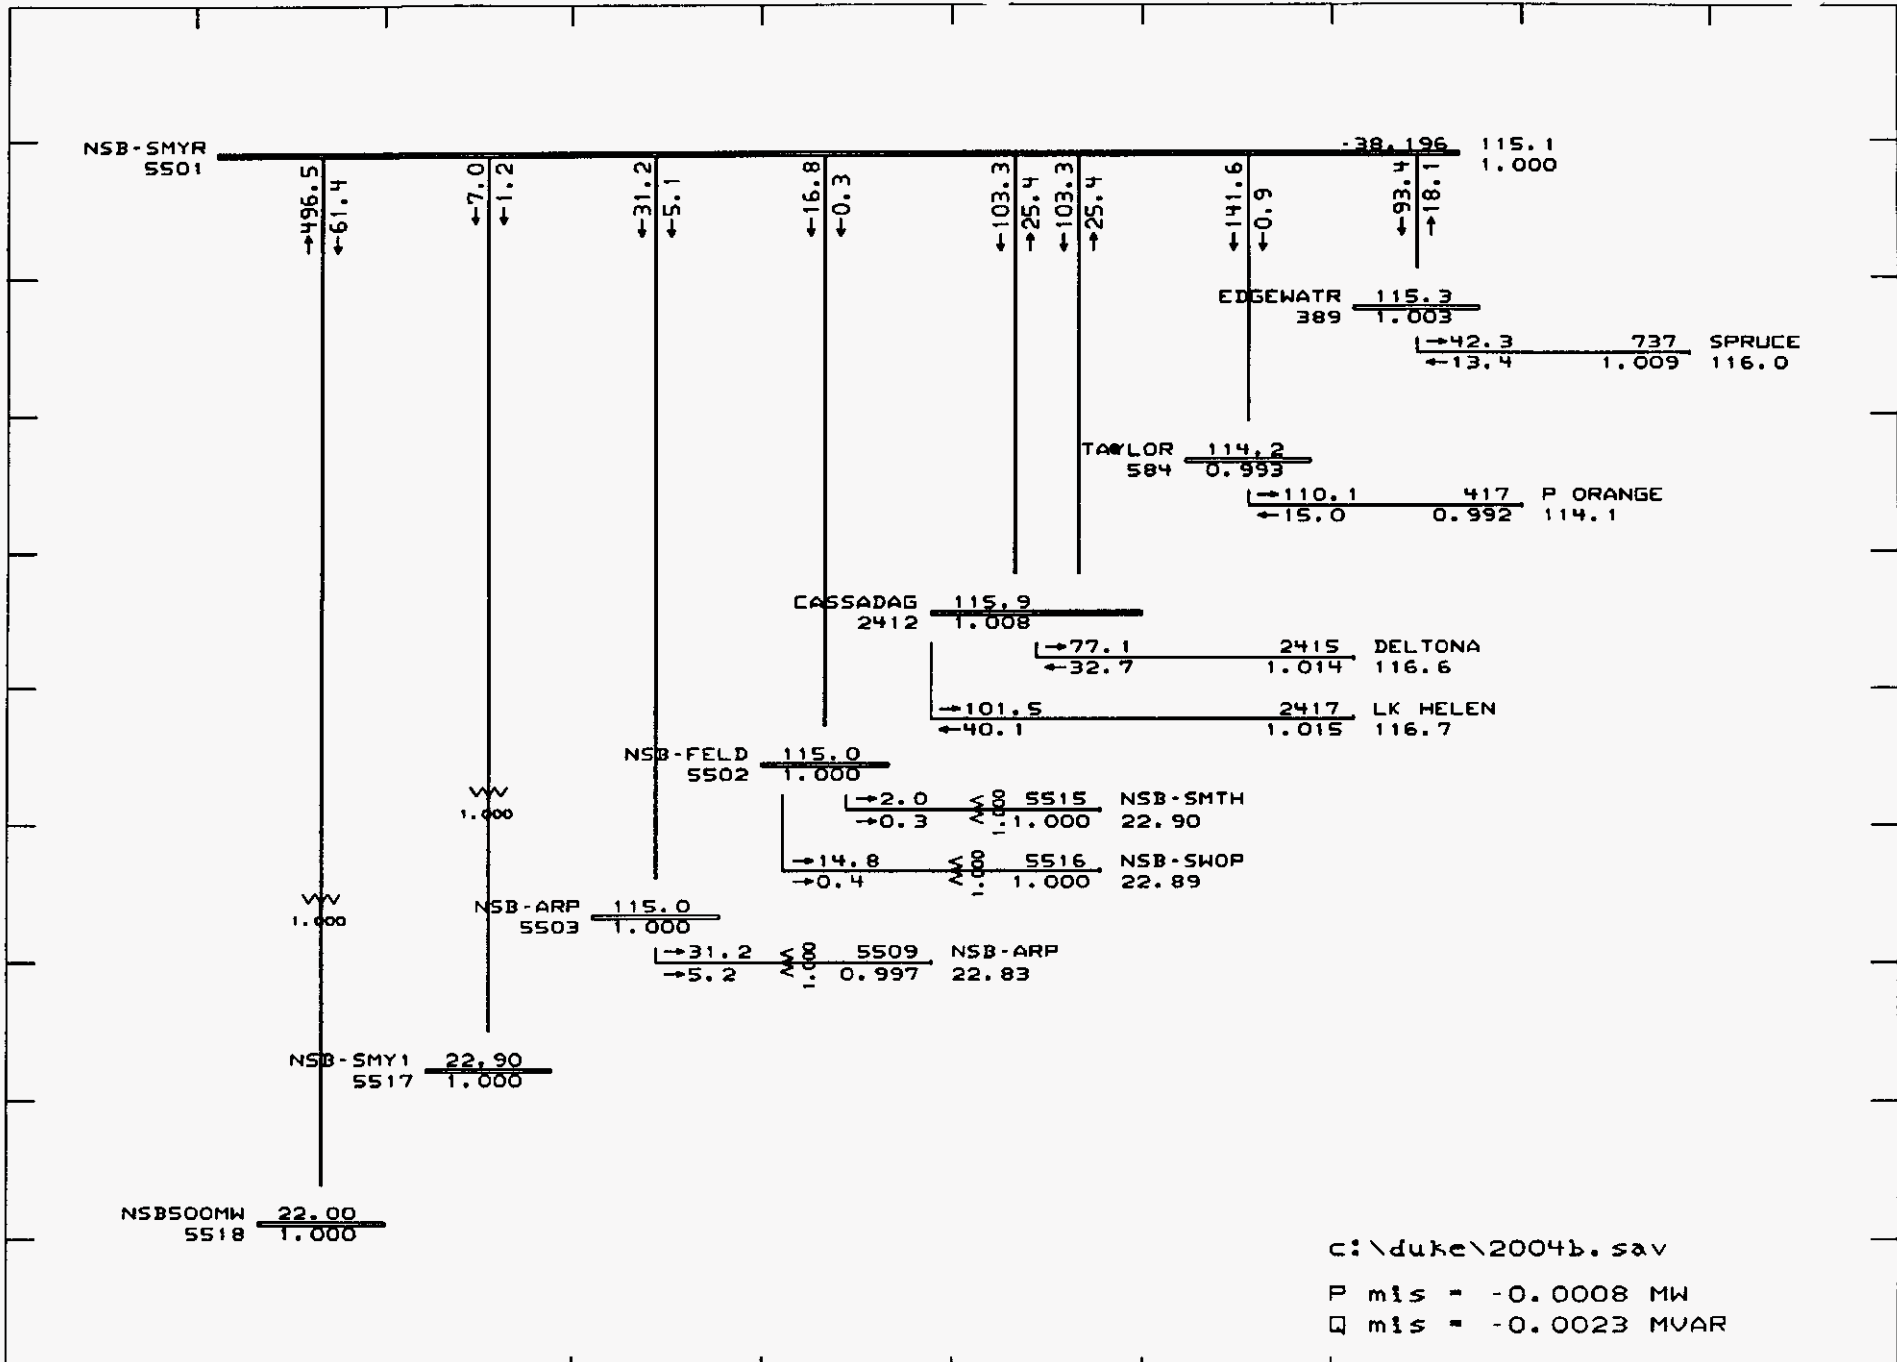 NSB-SMYR -38.196 115.1
5501 1.000
→496.5 ←61.4 ←7.0 ←1.2 ←31.2 ←5.1 ←16.8 ←0.3 ←103.3 →25.4 ←103.3 →25.4 ←141.6 ←0.9 ←93.4 →18.1
EDGEWATR 115.3
389 1.003
→42.3 737 SPRUCE
←13.4 1.009 116.0
TAYLOR 114.2
584 0.993
→110.1 417 P ORANGE
←15.0 0.992 114.1
CASSADAG 115.9
2412 1.008
→77.1 2415 DELTONA
←32.7 1.014 116.6
→101.5 2417 LK HELEN
←40.1 1.015 116.7
NSB-FELD 115.0
5502 1.000
1.000
→2.0 1.000 5515 NSB-SMTH
→0.3 1.000 22.90
→14.8 1.000 5516 NSB-SWOP
→0.4 1.000 22.89
1.000
NSB-ARP 115.0
5503 1.000
→31.2 1.000 5509 NSB-ARP
→5.2 0.997 22.83
NSB-SMY1 22.90
5517 1.000
NSB500MW 22.00
5518 1.000
c:\duke\2004b.sav
P mis = -0.0008 MW
Q mis = -0.0023 MVAR